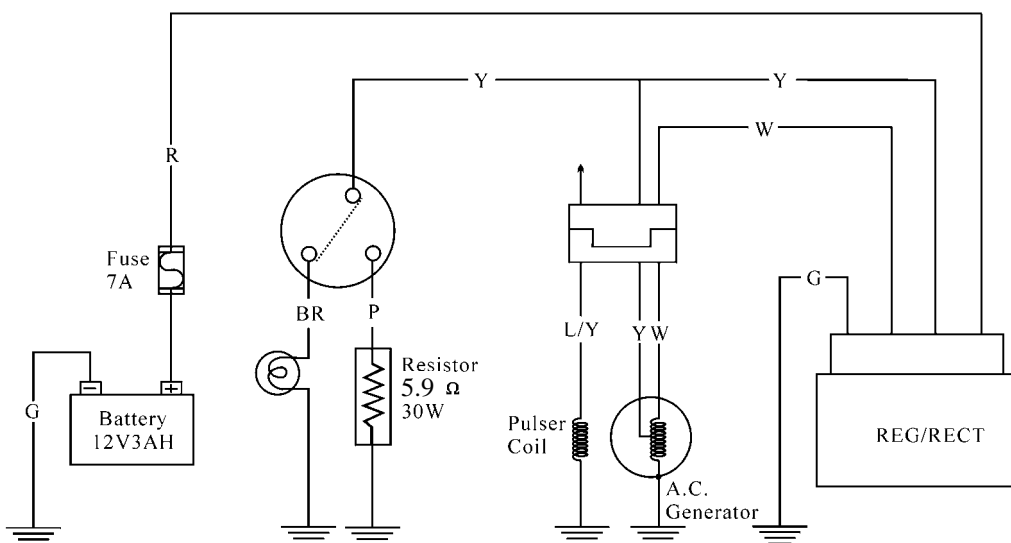 Y
Y
W
R
Fuse
7A
G
BR
P
L/Y
Y W
Resistor
5.9 Ω
30W
G
−
+
Battery
12V3AH
Pulser
Coil
REG/RECT
A.C.
Generator